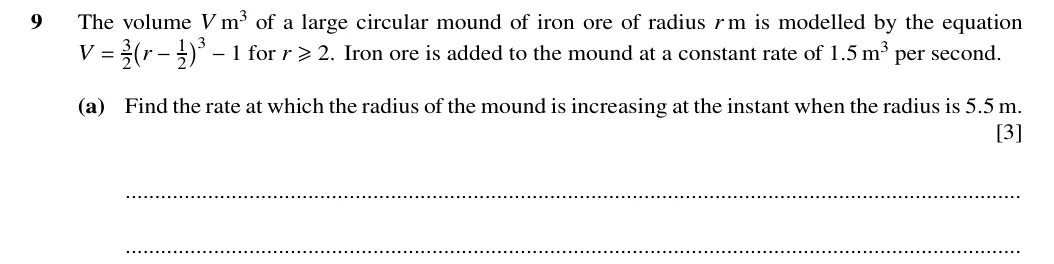 9 The volume V m³ of a large circular mound of iron ore of radius r m is modelled by the equation
V = 3/2(r − 1/2)³ − 1 for r ⩾ 2. Iron ore is added to the mound at a constant rate of 1.5 m³ per second.
(a) Find the rate at which the radius of the mound is increasing at the instant when the radius is 5.5 m.
[3]